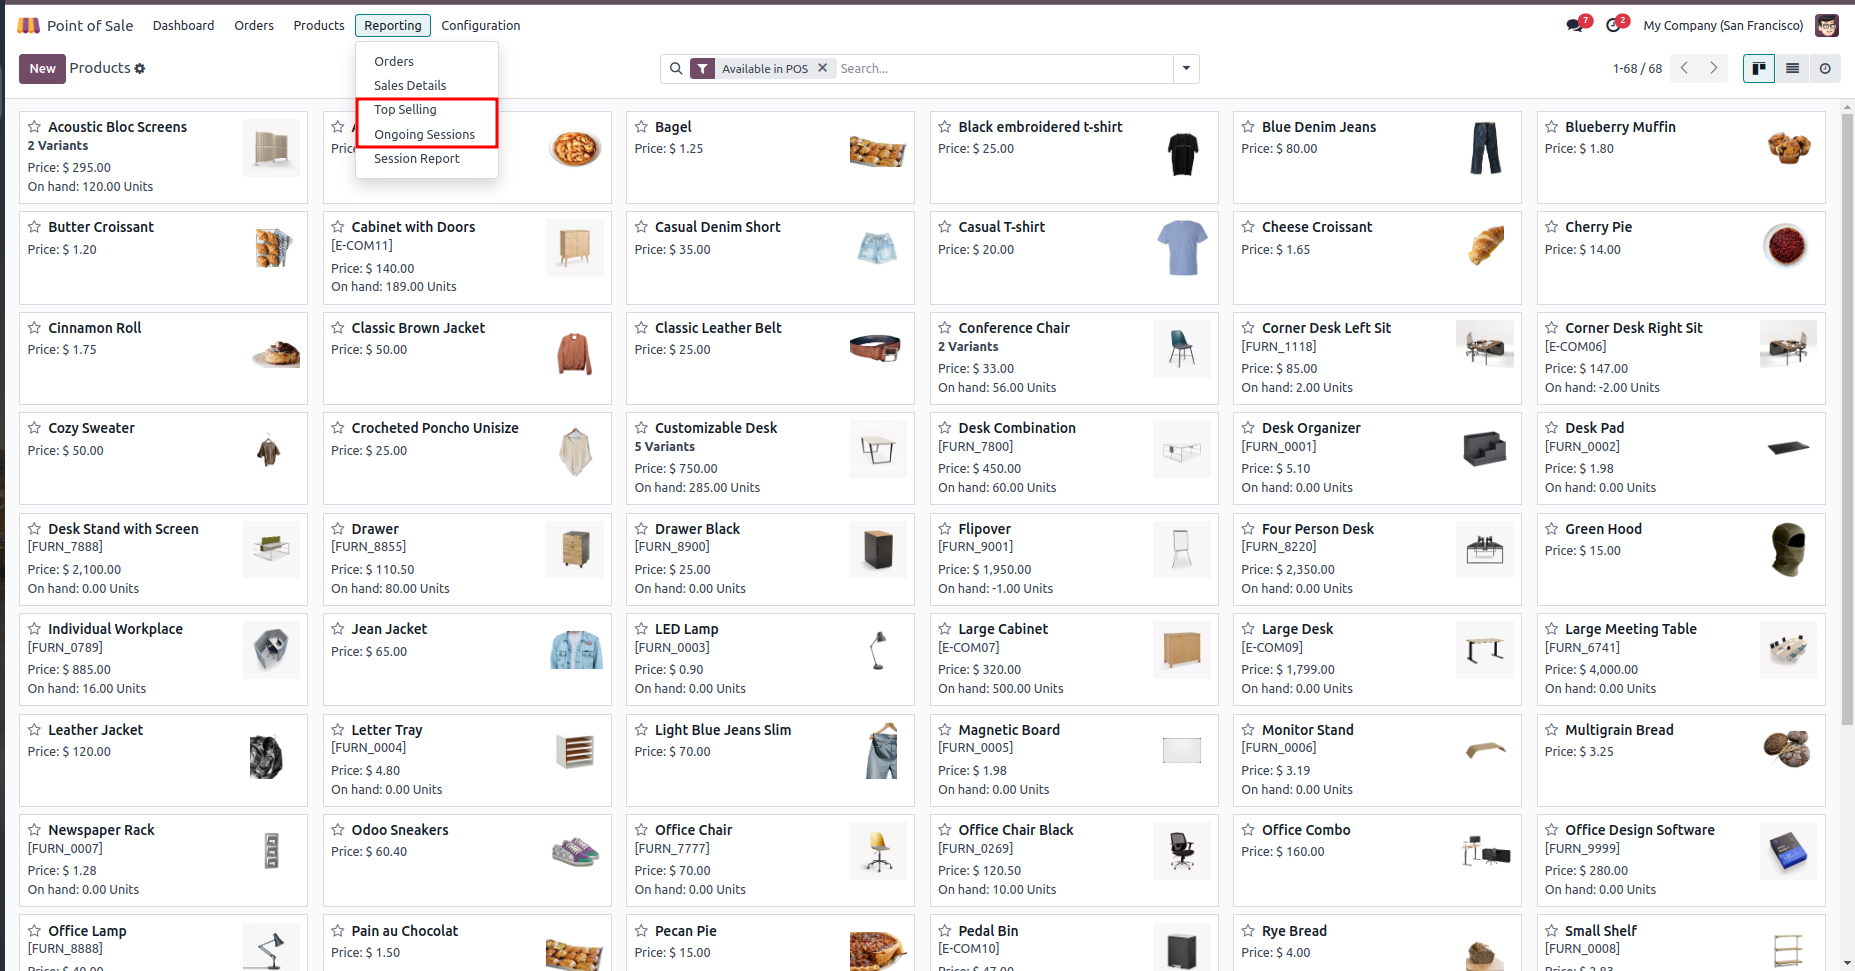 Point of Sale Dashboard Orders Products Reporting Configuration 7 2 My Company (San Francisco)
New Products Available in POS Search... 1-68 / 68
Orders
Sales Details
Top Selling
Ongoing Sessions
Session Report
Acoustic Bloc Screens
2 Variants
Price: $ 295.00
On hand: 120.00 Units
Bagel
Price: $ 1.25
Black embroidered t-shirt
Price: $ 25.00
Blue Denim Jeans
Price: $ 80.00
Blueberry Muffin
Price: $ 1.80
Butter Croissant
Price: $ 1.20
Cabinet with Doors
[E-COM11]
Price: $ 140.00
On hand: 189.00 Units
Casual Denim Short
Price: $ 35.00
Casual T-shirt
Price: $ 20.00
Cheese Croissant
Price: $ 1.65
Cherry Pie
Price: $ 14.00
Cinnamon Roll
Price: $ 1.75
Classic Brown Jacket
Price: $ 50.00
Classic Leather Belt
Price: $ 25.00
Conference Chair
2 Variants
Price: $ 33.00
On hand: 56.00 Units
Corner Desk Left Sit
[FURN_1118]
Price: $ 85.00
On hand: 2.00 Units
Corner Desk Right Sit
[E-COM06]
Price: $ 147.00
On hand: -2.00 Units
Cozy Sweater
Price: $ 50.00
Crocheted Poncho Unisize
Price: $ 25.00
Customizable Desk
5 Variants
Price: $ 750.00
On hand: 285.00 Units
Desk Combination
[FURN_7800]
Price: $ 450.00
On hand: 60.00 Units
Desk Organizer
[FURN_0001]
Price: $ 5.10
On hand: 0.00 Units
Desk Pad
[FURN_0002]
Price: $ 1.98
On hand: 0.00 Units
Desk Stand with Screen
[FURN_7888]
Price: $ 2,100.00
On hand: 0.00 Units
Drawer
[FURN_8855]
Price: $ 110.50
On hand: 80.00 Units
Drawer Black
[FURN_8900]
Price: $ 25.00
On hand: 0.00 Units
Flipover
[FURN_9001]
Price: $ 1,950.00
On hand: -1.00 Units
Four Person Desk
[FURN_8220]
Price: $ 2,350.00
On hand: 0.00 Units
Green Hood
Price: $ 15.00
Individual Workplace
[FURN_0789]
Price: $ 885.00
On hand: 16.00 Units
Jean Jacket
Price: $ 65.00
LED Lamp
[FURN_0003]
Price: $ 0.90
On hand: 0.00 Units
Large Cabinet
[E-COM07]
Price: $ 320.00
On hand: 500.00 Units
Large Desk
[E-COM09]
Price: $ 1,799.00
On hand: 0.00 Units
Large Meeting Table
[FURN_6741]
Price: $ 4,000.00
On hand: 0.00 Units
Leather Jacket
Price: $ 120.00
Letter Tray
[FURN_0004]
Price: $ 4.80
On hand: 0.00 Units
Light Blue Jeans Slim
Price: $ 70.00
Magnetic Board
[FURN_0005]
Price: $ 1.98
On hand: 0.00 Units
Monitor Stand
[FURN_0006]
Price: $ 3.19
On hand: 0.00 Units
Multigrain Bread
Price: $ 3.25
Newspaper Rack
[FURN_0007]
Price: $ 1.28
On hand: 0.00 Units
Odoo Sneakers
Price: $ 60.40
Office Chair
[FURN_7777]
Price: $ 70.00
On hand: 0.00 Units
Office Chair Black
[FURN_0269]
Price: $ 120.50
On hand: 10.00 Units
Office Combo
Price: $ 160.00
Office Design Software
[FURN_9999]
Price: $ 280.00
On hand: 0.00 Units
Office Lamp
[FURN_8888]
Pain au Chocolat
Price: $ 1.50
Pecan Pie
Price: $ 15.00
Pedal Bin
[E-COM10]
Rye Bread
Price: $ 4.00
Small Shelf
[FURN_0008]